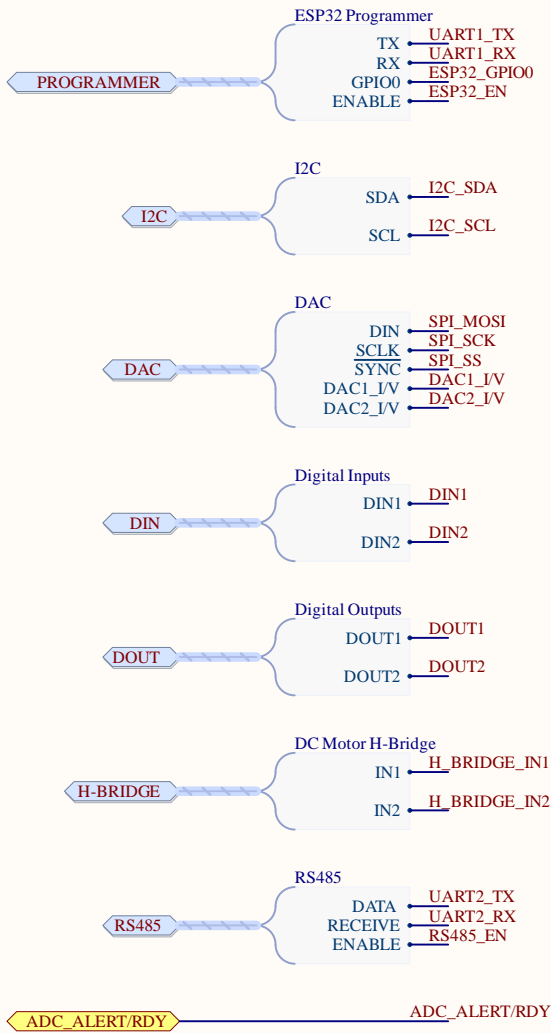 ESP32 Programmer
TX UART1_TX
RX UART1_RX
PROGRAMMER GPIO0 ESP32_GPIO0
ENABLE ESP32_EN
I2C
SDA I2C_SDA
I2C
SCL I2C_SCL
DAC
DIN SPI_MOSI
SCLK SPI_SCK
DAC SYNC SPI_SS
DAC1_I/V DAC1_I/V
DAC2_I/V DAC2_I/V
Digital Inputs
DIN1 DIN1
DIN
DIN2 DIN2
Digital Outputs
DOUT1 DOUT1
DOUT
DOUT2 DOUT2
DC Motor H-Bridge
IN1 H_BRIDGE_IN1
H-BRIDGE
IN2 H_BRIDGE_IN2
RS485
DATA UART2_TX
RS485 RECEIVE UART2_RX
ENABLE RS485_EN
ADC_ALERT/RDY ADC_ALERT/RDY